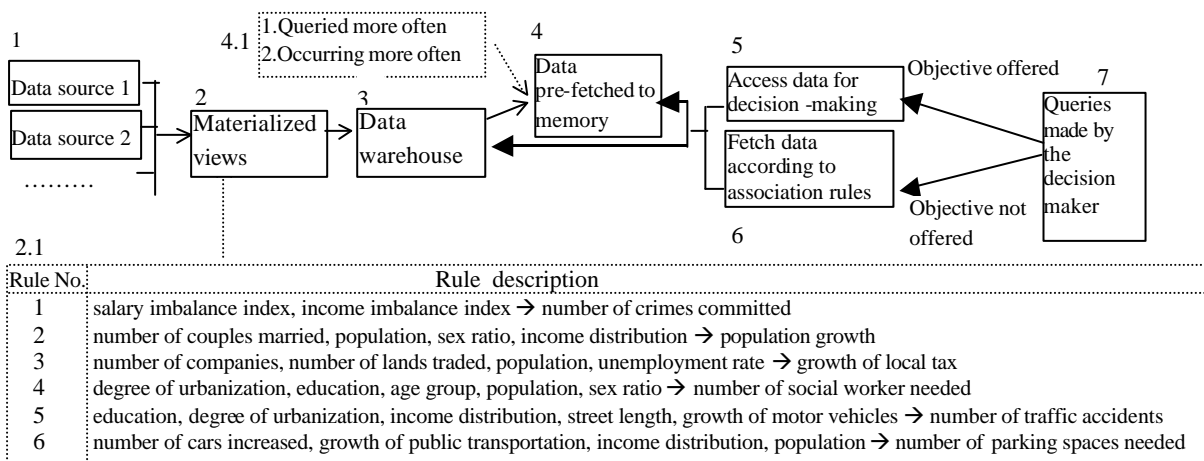 1
Data source 1
Data source 2
………
2
Materialized
views
3
Data
warehouse
4.1
1.Queried more often
2.Occurring more often
4
Data
pre-fetched to
memory
5
Access data for
decision -making
Fetch data
according to
association rules
6
Objective offered
Objective not
offered
7
Queries
made by
the
decision
maker
2.1
Rule No. Rule description
1 salary imbalance index, income imbalance index → number of crimes committed
2 number of couples married, population, sex ratio, income distribution → population growth
3 number of companies, number of lands traded, population, unemployment rate → growth of local tax
4 degree of urbanization, education, age group, population, sex ratio → number of social worker needed
5 education, degree of urbanization, income distribution, street length, growth of motor vehicles → number of traffic accidents
6 number of cars increased, growth of public transportation, income distribution, population → number of parking spaces needed